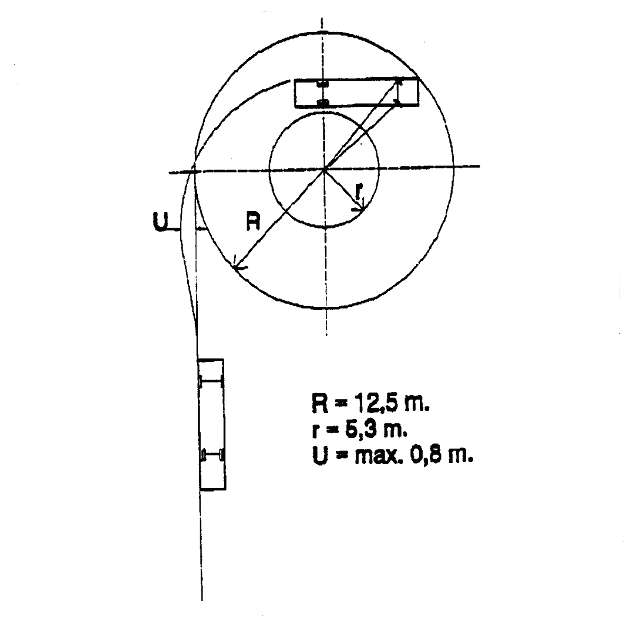 r
U
R
R = 12,5 m.
r = 5,3 m.
U = max. 0,8 m.